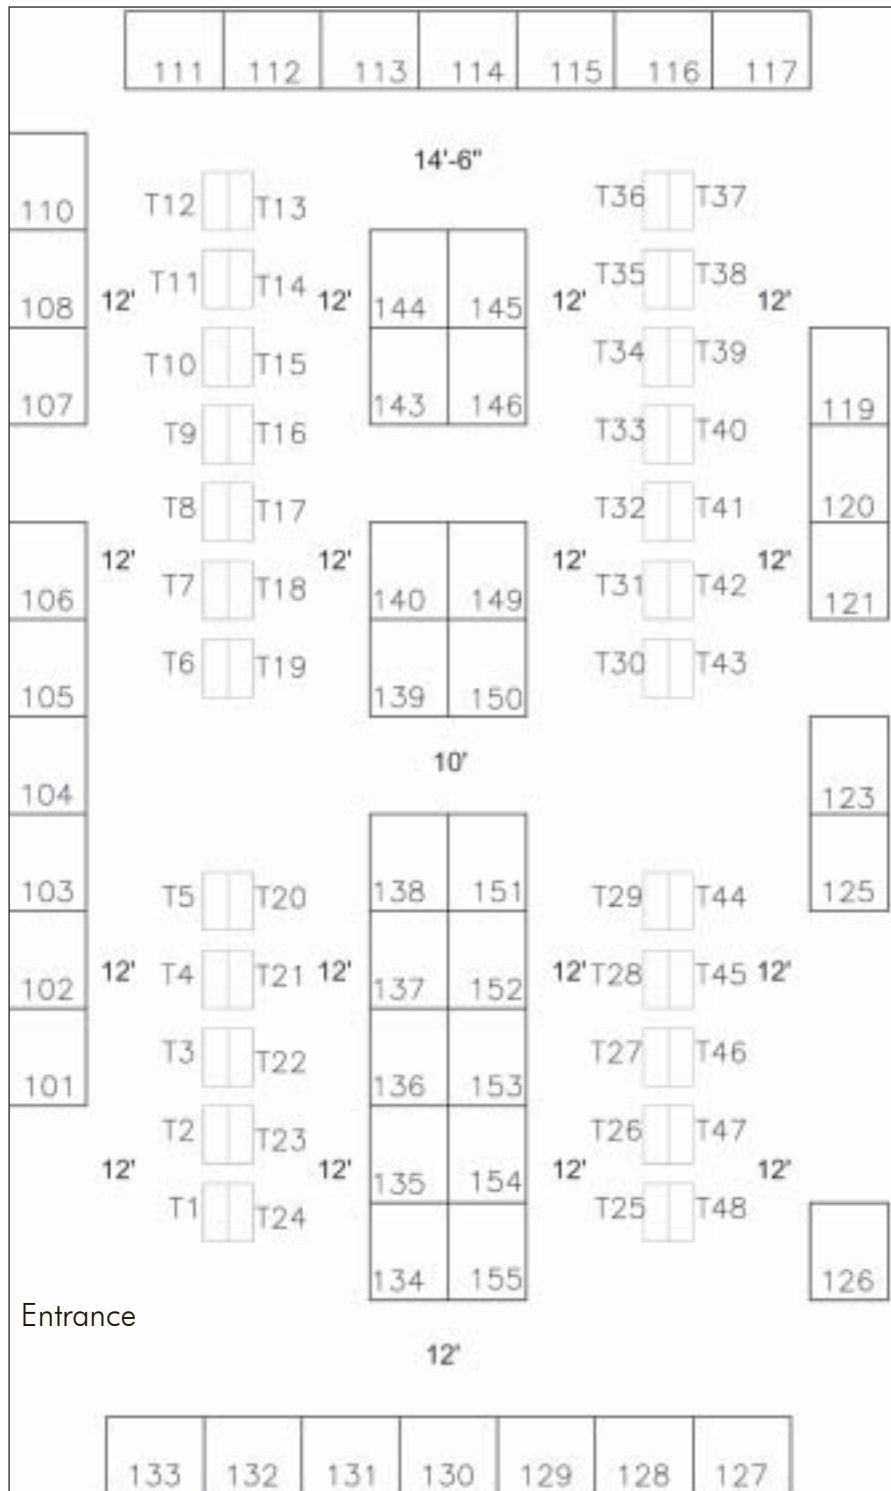 111 112 113 114 115 116 117
14'-6"
110 T12 T13 T36 T37
T11 T14 T35 T38
108 12' 12' 144 145 12' 12'
T10 T15 T34 T39
107 143 146 119
T9 T16 T33 T40
T8 T17 T32 T41 120
12' 12' 12' 12'
T7 T18 T31 T42
106 140 149 121
T6 T19 T30 T43
105 139 150
10'
104 123
103 T5 T20 138 151 T29 T44 125
12' T4 T21 12' 12' T28 T45 12'
102 137 152
T3 T22 T27 T46
101 136 153
T2 T23 T26 T47
12' 12' 135 154 12' 12'
T1 T24 T25 T48
134 155 126
Entrance
12'
133 132 131 130 129 128 127